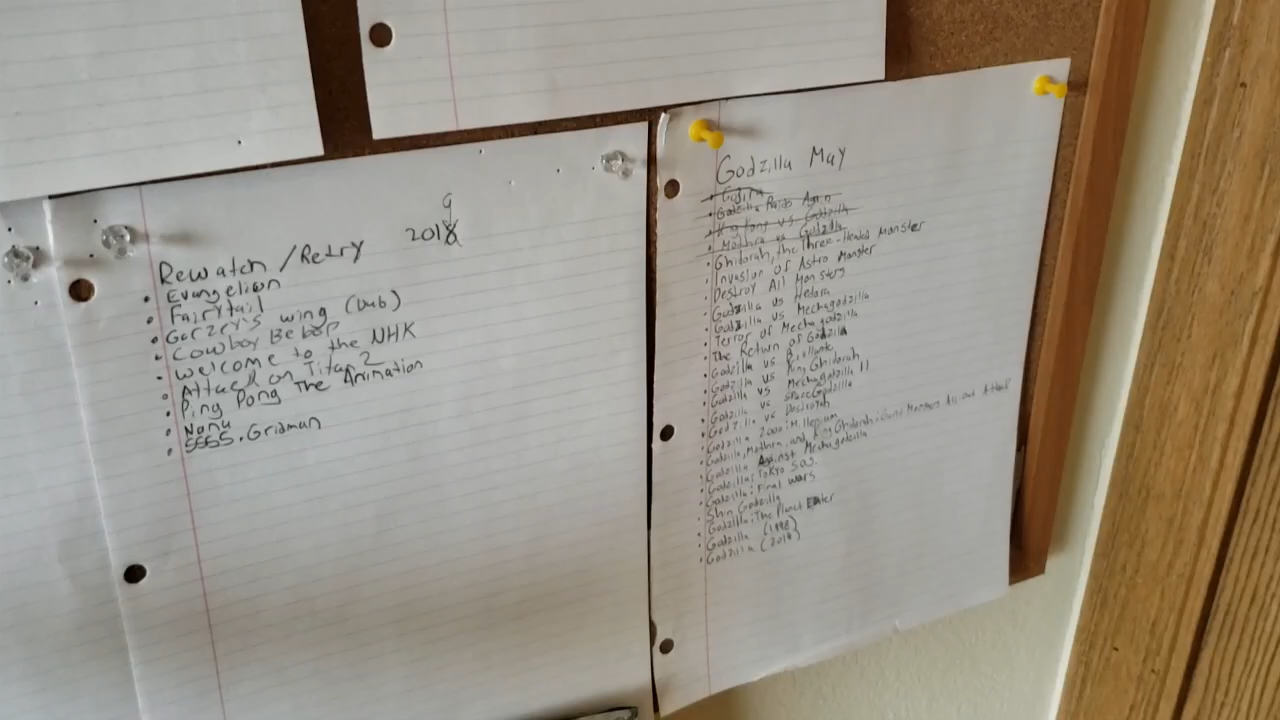 Rewatch/Retry 2019
• Evangelion
• Fairytail
• Garzey's wing (Dub)
• Cowboy Bebop
• Welcome to the NHK
• Attack on Titan 2
• Ping Pong The Animation
• Nana
• SSSS.Gridman
Godzilla May
• Gojira
• Godzilla Raids Again
• King Kong vs Godzilla
• Mothra vs Godzilla
• Ghidorah, the Three-Headed Monster
• Invasion of Astro Monster
• Destroy All Monsters
• Godzilla vs Hedora
• Godzilla vs Mechagodzilla
• Terror of Mechagodzilla
• The Return of Godzilla
• Godzilla vs Biollante
• Godzilla vs King Ghidorah
• Godzilla vs Mechagodzilla II
• Godzilla vs SpaceGodzilla
• Godzilla vs Destroyah
• Godzilla 2000: Millenium
• Godzilla, Mothra, and King Ghidorah: Giant Monsters All-out Attack
• Godzilla Against Mechagodzilla
• Godzilla: Tokyo S.O.S.
• Godzilla: Final Wars
• Shin Godzilla
• Godzilla: The Planet Eater
• Godzilla (1998)
• Godzilla (2014)